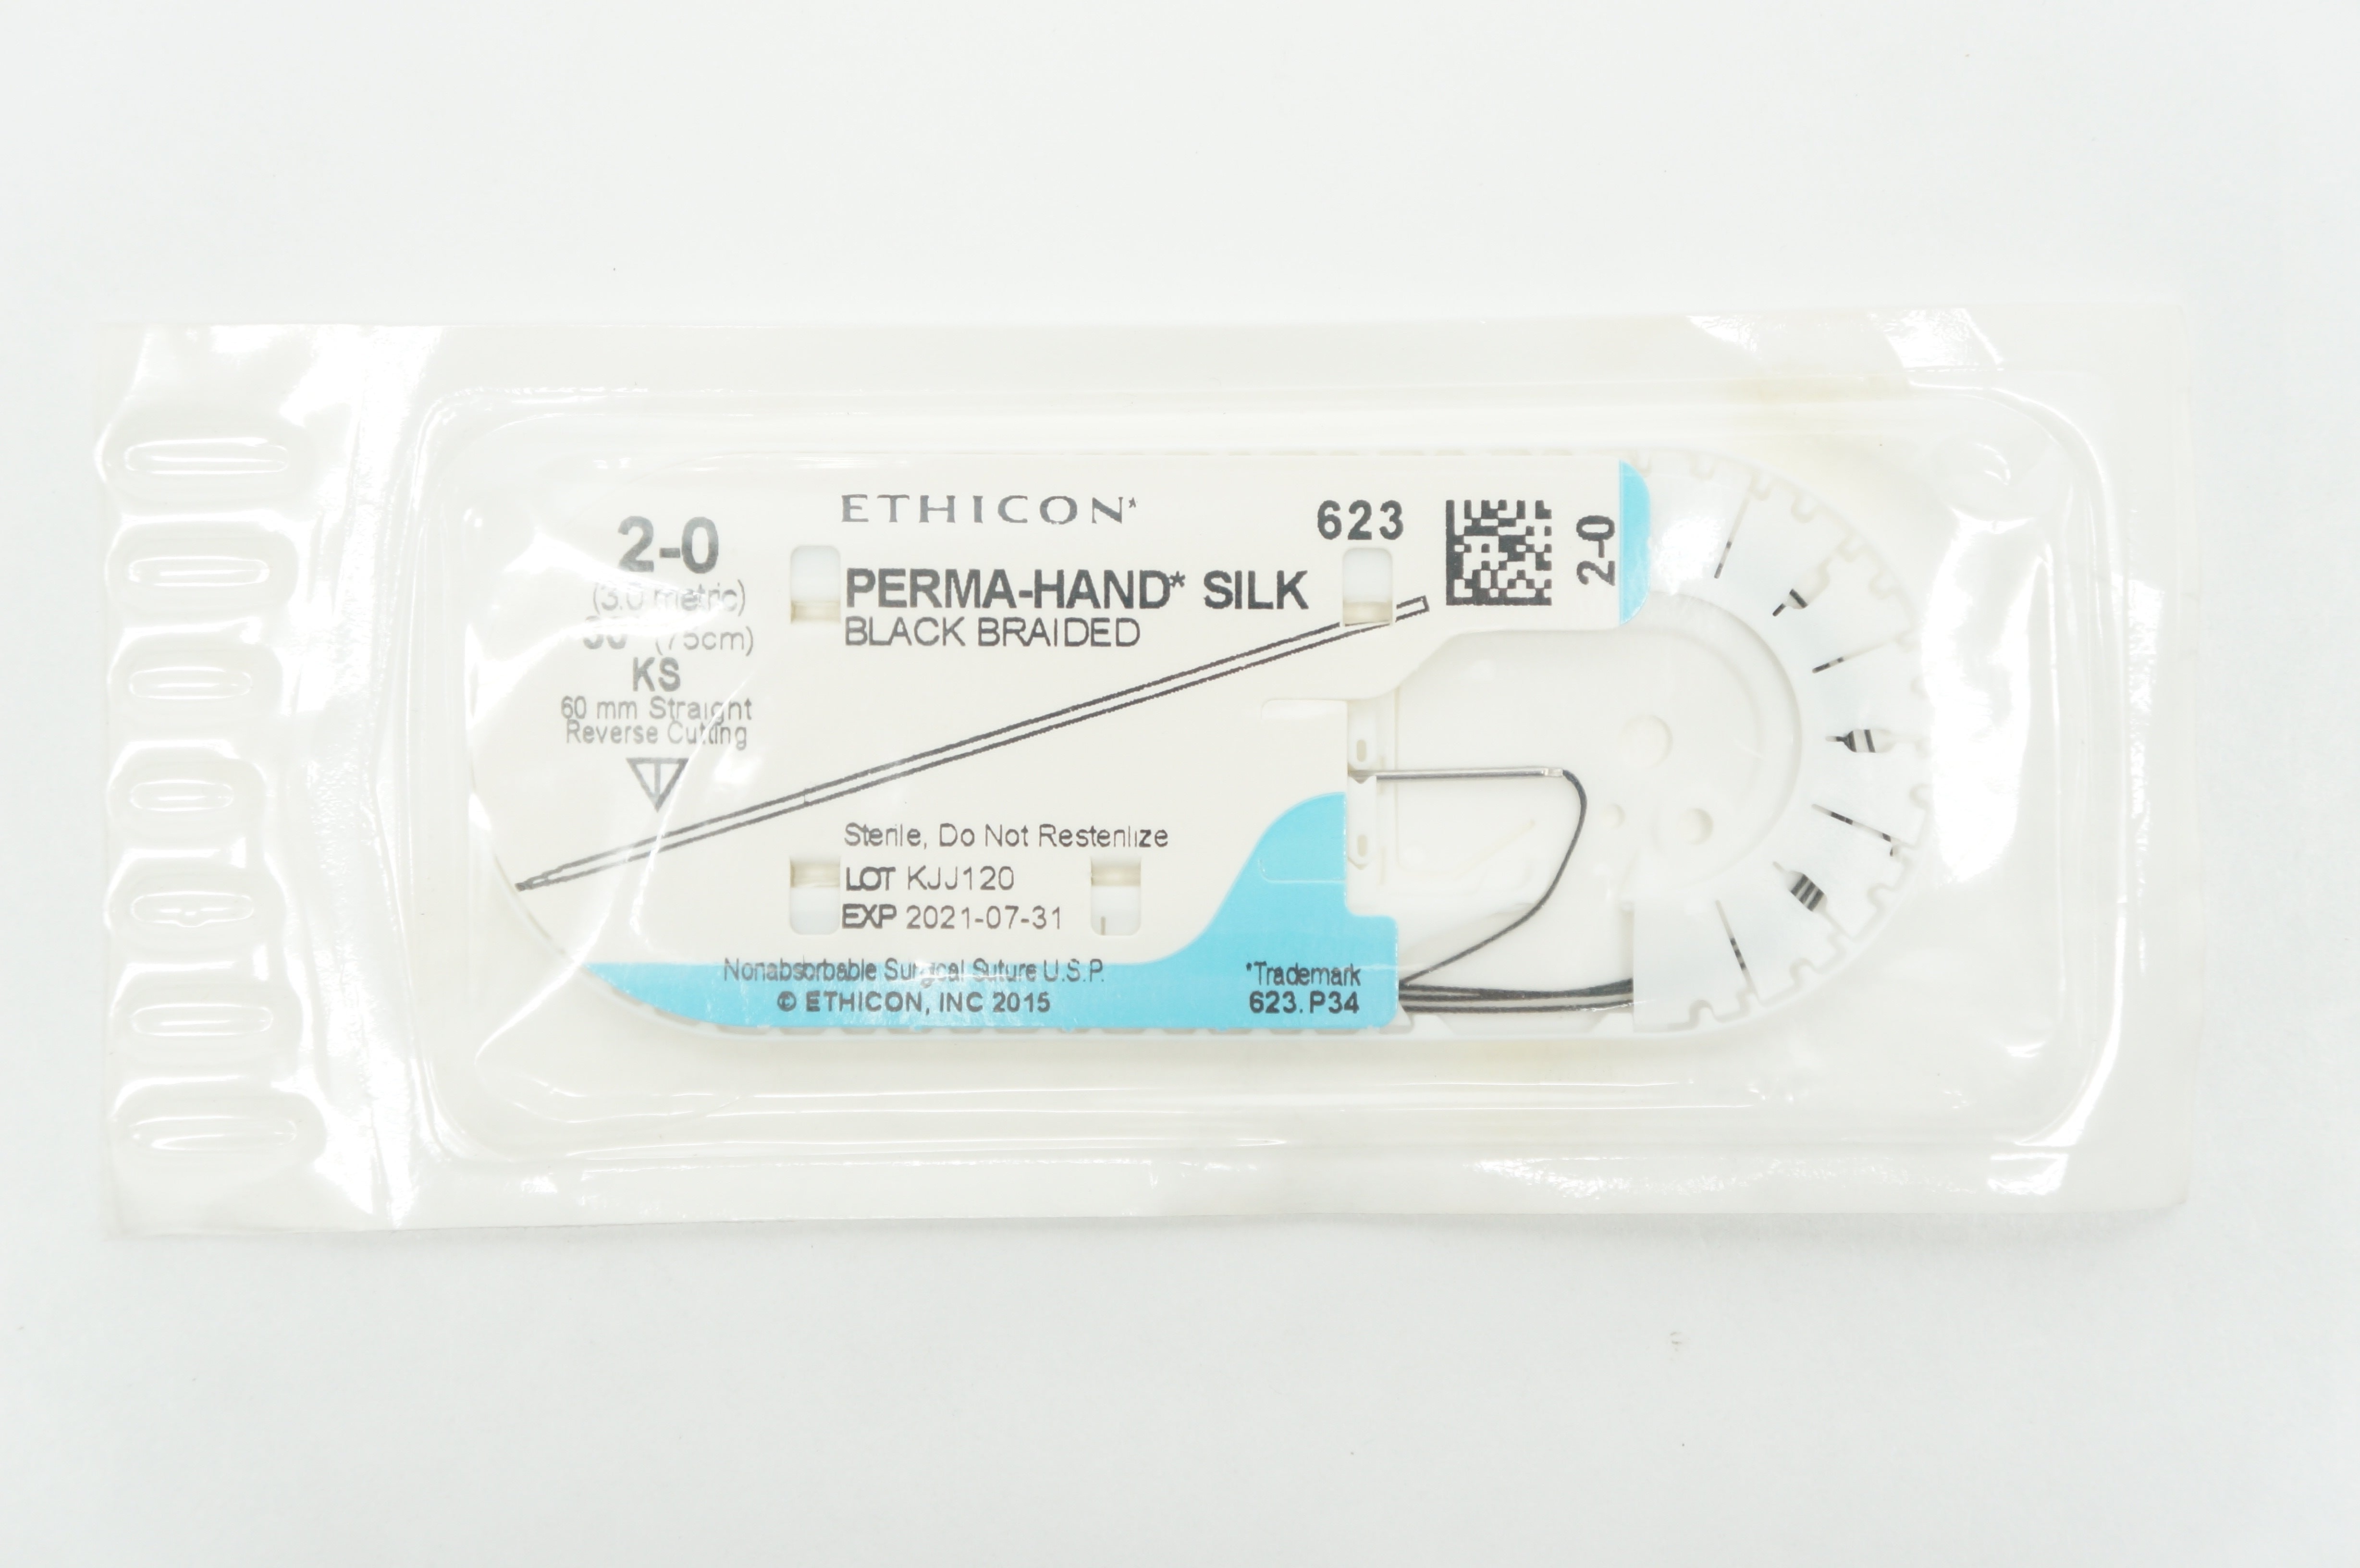 2-0
(3.0 metric)
30" (75cm)
KS
60 mm Straight
Reverse Cutting
ETHICON*
623
2-0
PERMA-HAND* SILK
BLACK BRAIDED
Sterile, Do Not Resterilize
LOT KJJ120
EXP 2021-07-31
Nonabsorbable Surgical Suture U.S.P.
© ETHICON, INC 2015
*Trademark
623.P34